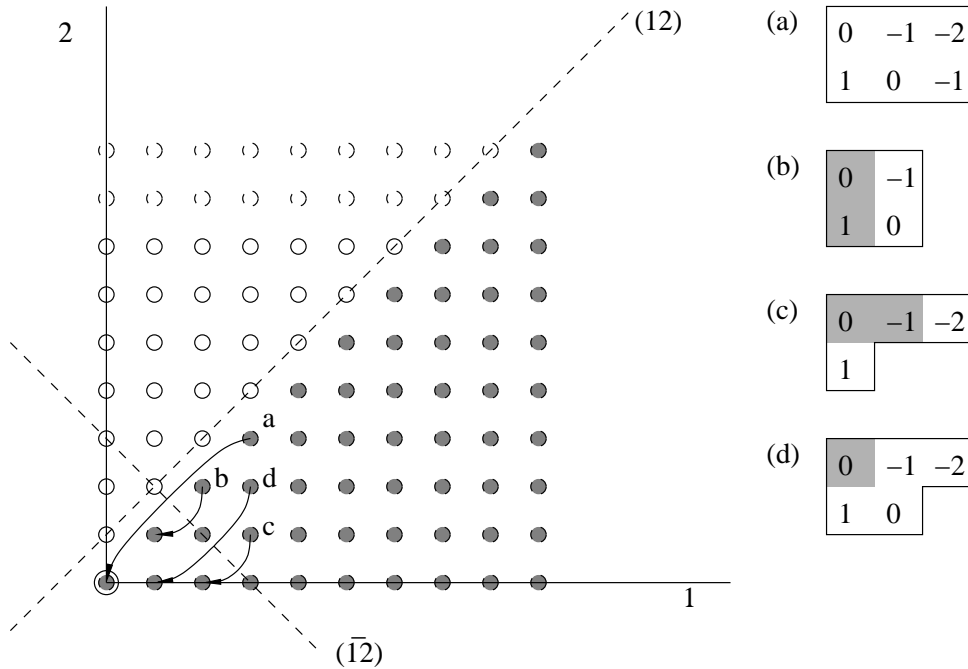 2
(12)
a
b
d
c
1
(1̅2)
(a)
0 –1 –2
1 0 –1
(b)
0 –1
1 0
(c)
0 –1 –2
1
(d)
0 –1 –2
1 0